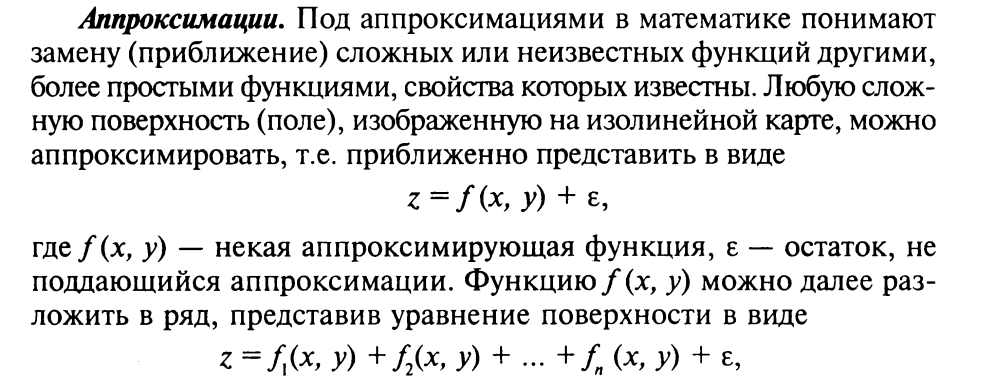 Аппроксимации. Под аппроксимациями в математике понимают
замену (приближение) сложных или неизвестных функций другими,
более простыми функциями, свойства которых известны. Любую слож-
ную поверхность (поле), изображенную на изолинейной карте, можно
аппроксимировать, т.е. приближенно представить в виде
z = f (x, y) + ε,
где f (x, y) — некая аппроксимирующая функция, ε — остаток, не
поддающийся аппроксимации. Функцию f (x, y) можно далее раз-
ложить в ряд, представив уравнение поверхности в виде
z = f₁(x, y) + f₂(x, y) + ... + fₙ (x, y) + ε,